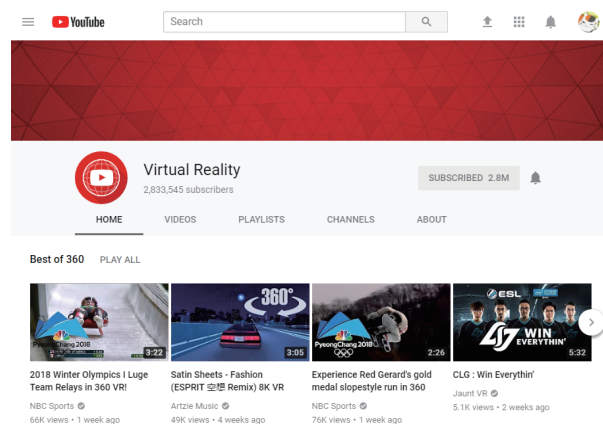 YouTube
Search
Virtual Reality
2,833,545 subscribers
SUBSCRIBED 2.8M
HOME VIDEOS PLAYLISTS CHANNELS ABOUT
Best of 360 PLAY ALL
PyeongChang 2018
3:22
360°
3:05
PyeongChang 2018
2:26
ESL
WIN
EVERYTHIN'
5:32
2018 Winter Olympics I Luge
Team Relays in 360 VR!
NBC Sports
66K views • 1 week ago
Satin Sheets - Fashion
(ESPRIT 空想 Remix) 8K VR
Artzie Music
49K views • 4 weeks ago
Experience Red Gerard's gold
medal slopestyle run in 360
NBC Sports
76K views • 1 week ago
CLG : Win Everythin'
Jaunt VR
5.1K views • 2 weeks ago